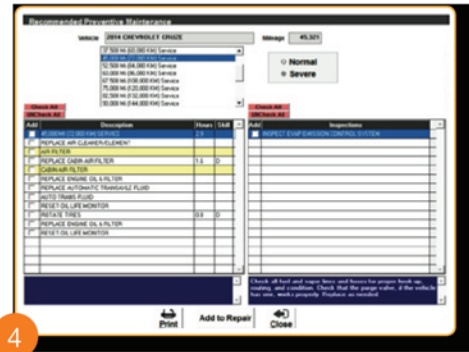 Recommended Preventive Maintenance
Vehicle 2014 CHEVROLET CRUZE Mileage 45,321
37,500 Mi (60,000 KM) Service
45,000 Mi (72,000 KM) Service
52,500 Mi (84,000 KM) Service
60,000 Mi (96,000 KM) Service
67,500 Mi (108,000 KM) Service
75,000 Mi (120,000 KM) Service
82,500 Mi (132,000 KM) Service
90,000 Mi (144,000 KM) Service
Normal
Severe
Check All
UNCheck All
Add Description Hours Skill
45,000 Mi (72,000 KM) SERVICE
REPLACE AIR CLEANER/ELEMENT
AIR FILTER
REPLACE CABIN AIR FILTER D
CABIN AIR FILTER
REPLACE ENGINE OIL & FILTER
REPLACE AUTOMATIC TRANSAXLE FLUID
AUTO TRANS FLUID
RESET OIL LIFE MONITOR
ROTATE TIRES D
REPLACE ENGINE OIL & FILTER
RESET OIL LIFE MONITOR
Check All
UNCheck All
Add Inspections
INSPECT EVAP EMISSION CONTROL SYSTEM
Check all fuel and vapor lines and hoses for proper hook up,
routing, and condition. Check that the purge valve, if the vehicle
has one, works properly. Replace as needed.
Print Add to Repair Close
4